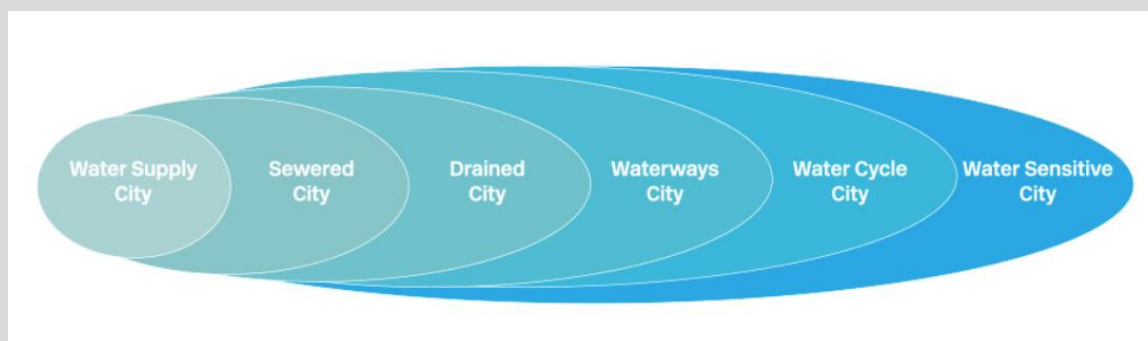 Water Supply
City
Sewered
City
Drained
City
Waterways
City
Water Cycle
City
Water Sensitive
City